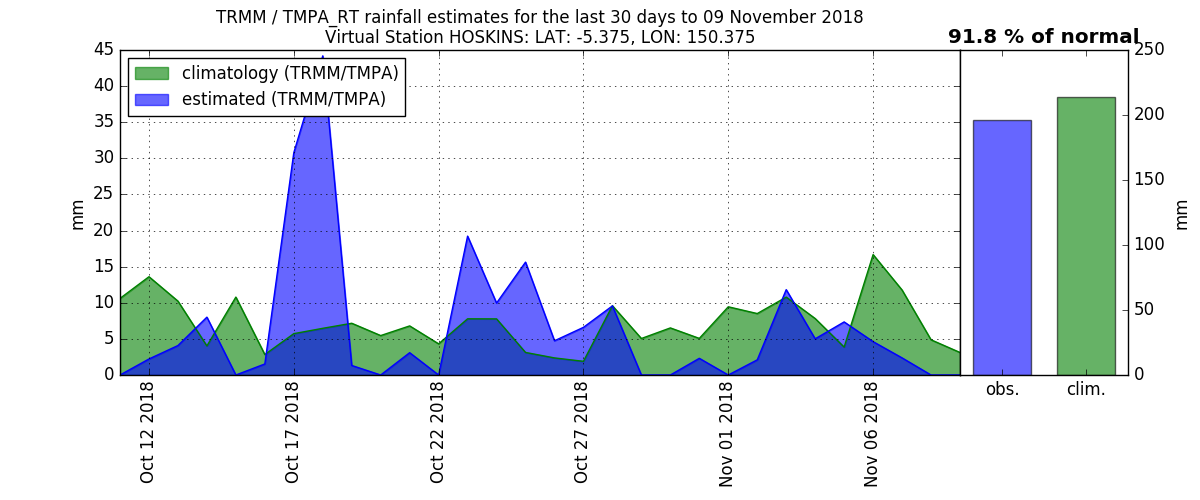 TRMM / TMPA_RT rainfall estimates for the last 30 days to 09 November 2018
Virtual Station HOSKINS: LAT: -5.375, LON: 150.375
91.8 % of normal
climatology (TRMM/TMPA)
estimated (TRMM/TMPA)
45
40
35
30
25
20
15
10
5
0
mm
Oct 12 2018
Oct 17 2018
Oct 22 2018
Oct 27 2018
Nov 01 2018
Nov 06 2018
obs.
clim.
250
200
150
100
50
0
mm